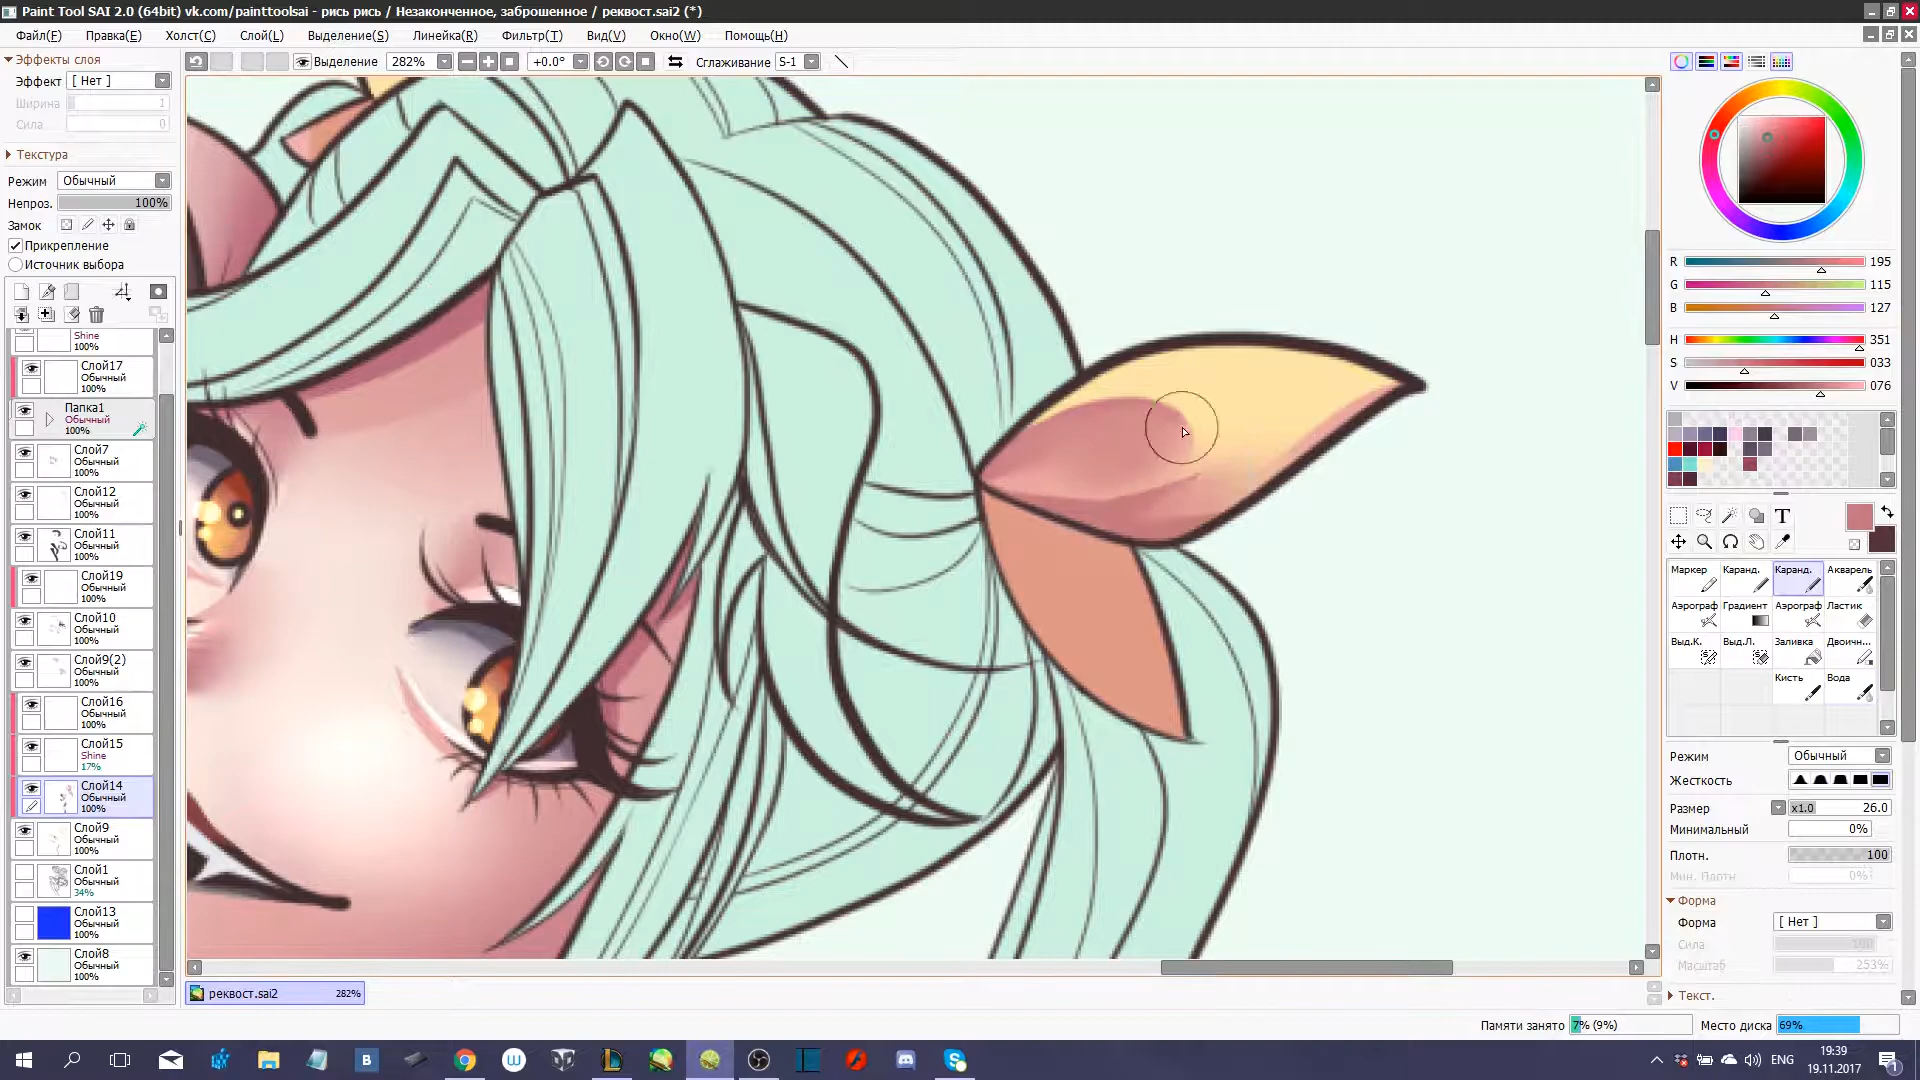 Paint Tool SAI 2.0 (64bit) vk.com/painttoolsai - рись рись / Незаконченное, заброшенное / реквост.sai2 (*)
Файл(F) Правка(E) Холст(C) Слой(L) Выделение(S) Линейка(R) Фильтр(T) Вид(V) Окно(W) Помощь(H)
Выделение 282% +0.0° Сглаживание S-1
Эффекты слоя
Эффект [ Нет ]
Ширина 1
Сила 0
Текстура
Режим Обычный
Непроз. 100%
Замок
Прикрепление
Источник выбора
Shine
100%
Слой17
Обычный
100%
Папка1
Обычный
100%
Слой7
Обычный
100%
Слой12
Обычный
100%
Слой11
Обычный
100%
Слой19
Обычный
100%
Слой10
Обычный
100%
Слой9(2)
Обычный
100%
Слой16
Обычный
100%
Слой15
Shine
17%
Слой14
Обычный
100%
Слой9
Обычный
100%
Слой1
Обычный
34%
Слой13
Обычный
100%
Слой8
Обычный
100%
R 195
G 115
B 127
H 351
S 033
V 076
T
Маркер Каранд. Каранд. Акварель
Аэрограф Градиент Аэрограф Ластик
Выд.К. Выд.Л. Заливка Двоичн...
Кисть Вода
Режим Обычный
Жесткость
Размер x1.0 26.0
Минимальный 0%
Плотн. 100
Мин. Плотн 0%
Форма
Форма [ Нет ]
Сила 100
Масштаб 253%
Текст.
реквост.sai2 282%
Памяти занято 7% (9%) Место диска 69%
B
W
ENG
19:39
19.11.2017
1